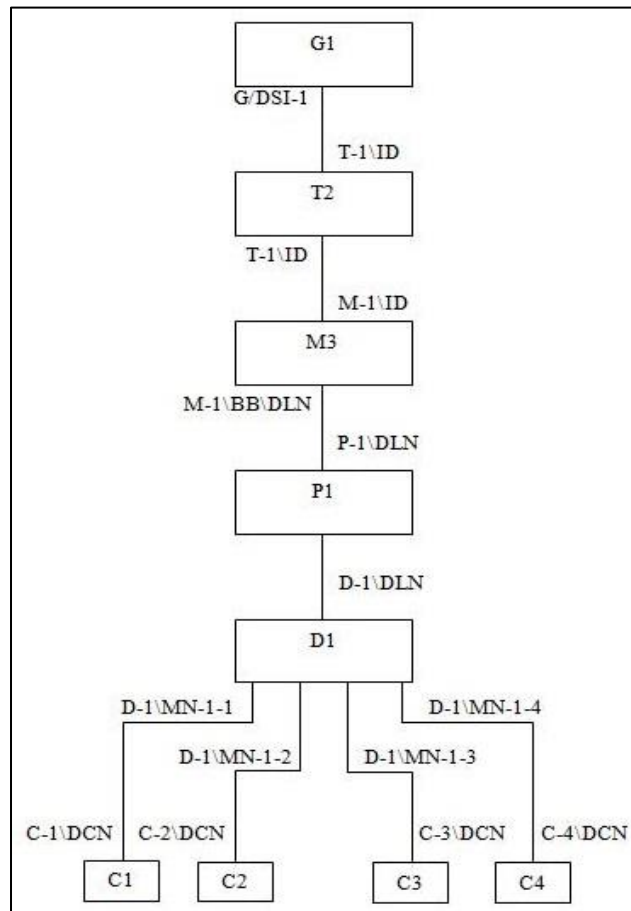 G1
G/DSI-1
T-1\ID
T2
T-1\ID
M-1\ID
M3
M-1\BB\DLN
P-1\DLN
P1
D-1\DLN
D1
D-1\MN-1-1
D-1\MN-1-4
D-1\MN-1-2
D-1\MN-1-3
C-1\DCN
C-2\DCN
C-3\DCN
C-4\DCN
C1
C2
C3
C4